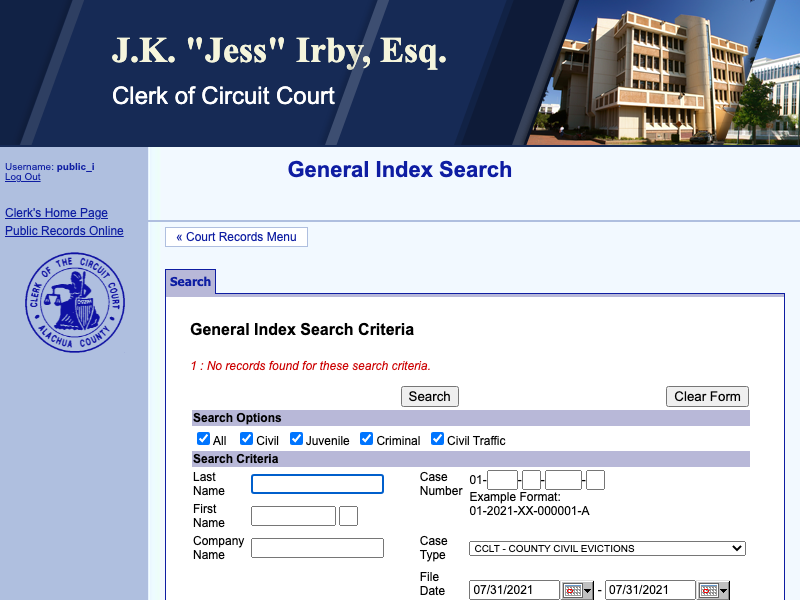 J.K. "Jess" Irby, Esq.
Clerk of Circuit Court
Username: public_i
Log Out
Clerk's Home Page
Public Records Online
CLERK OF THE CIRCUIT COURT
ALACHUA COUNTY
General Index Search
« Court Records Menu
Search
General Index Search Criteria
1 : No records found for these search criteria.
Search Clear Form
Search Options
All Civil Juvenile Criminal Civil Traffic
Search Criteria
Last Name
First Name
Company Name
Case Number 01- - - -
Example Format:
01-2021-XX-000001-A
Case Type CCLT - COUNTY CIVIL EVICTIONS
File Date 07/31/2021 - 07/31/2021